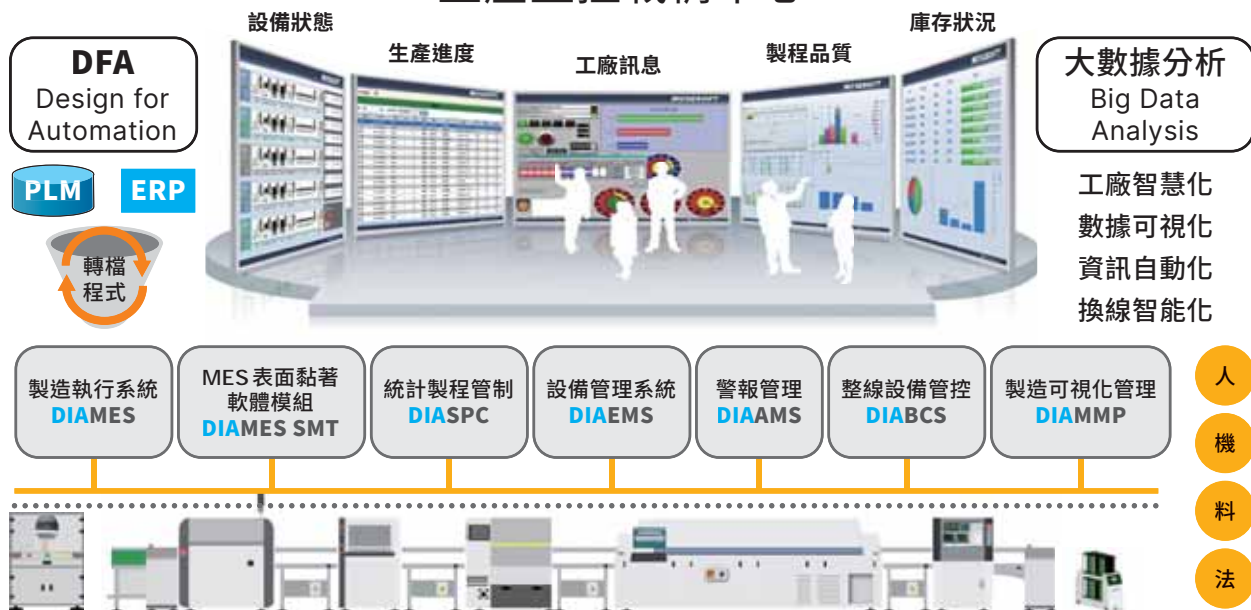 設備狀態
生產進度
工廠訊息
製程品質
庫存狀況
DFA
Design for
Automation
PLM
ERP
轉檔
程式
大數據分析
Big Data
Analysis
工廠智慧化
數據可視化
資訊自動化
換線智能化
製造執行系統
DIAMES
MES表面黏著
軟體模組
DIAMES SMT
統計製程管制
DIASPC
設備管理系統
DIAEMS
警報管理
DIAAMS
整線設備管控
DIABCS
製造可視化管理
DIAMMP
人
機
料
法